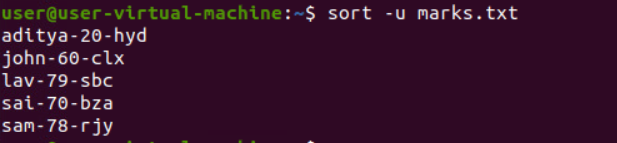 user@user-virtual-machine:~$ sort -u marks.txt
aditya-20-hyd
john-60-clx
lav-79-sbc
sai-70-bza
sam-78-rjy